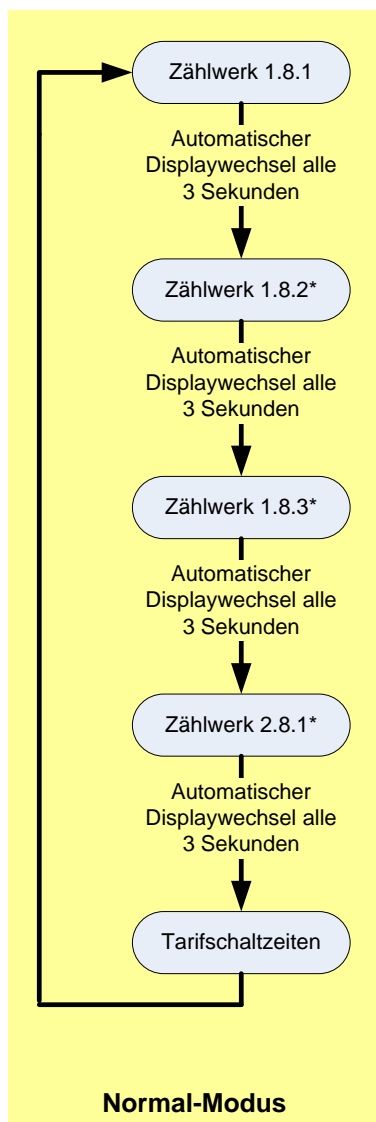 Zählwerk 1.8.1
Automatischer
Displaywechsel alle
3 Sekunden
Zählwerk 1.8.2*
Automatischer
Displaywechsel alle
3 Sekunden
Zählwerk 1.8.3*
Automatischer
Displaywechsel alle
3 Sekunden
Zählwerk 2.8.1*
Automatischer
Displaywechsel alle
3 Sekunden
Tarifschaltzeiten
Normal-Modus